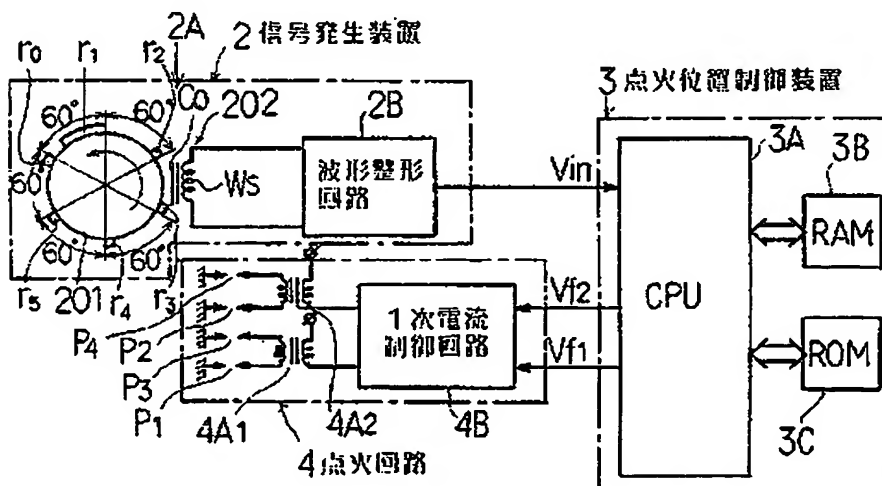 2A
2 信号発生装置
r0
r1
r2
Co
202
60°
60°
60°
60°
60°
WS
2B
波形整形
回路
Vin
3 点火位置制御装置
3A
3B
RAM
CPU
ROM
3C
r5
201
r4
r3
P4
P2
P3
P1
4A1
4A2
1次電流
制御回路
4B
Vf2
Vf1
4 点火回路